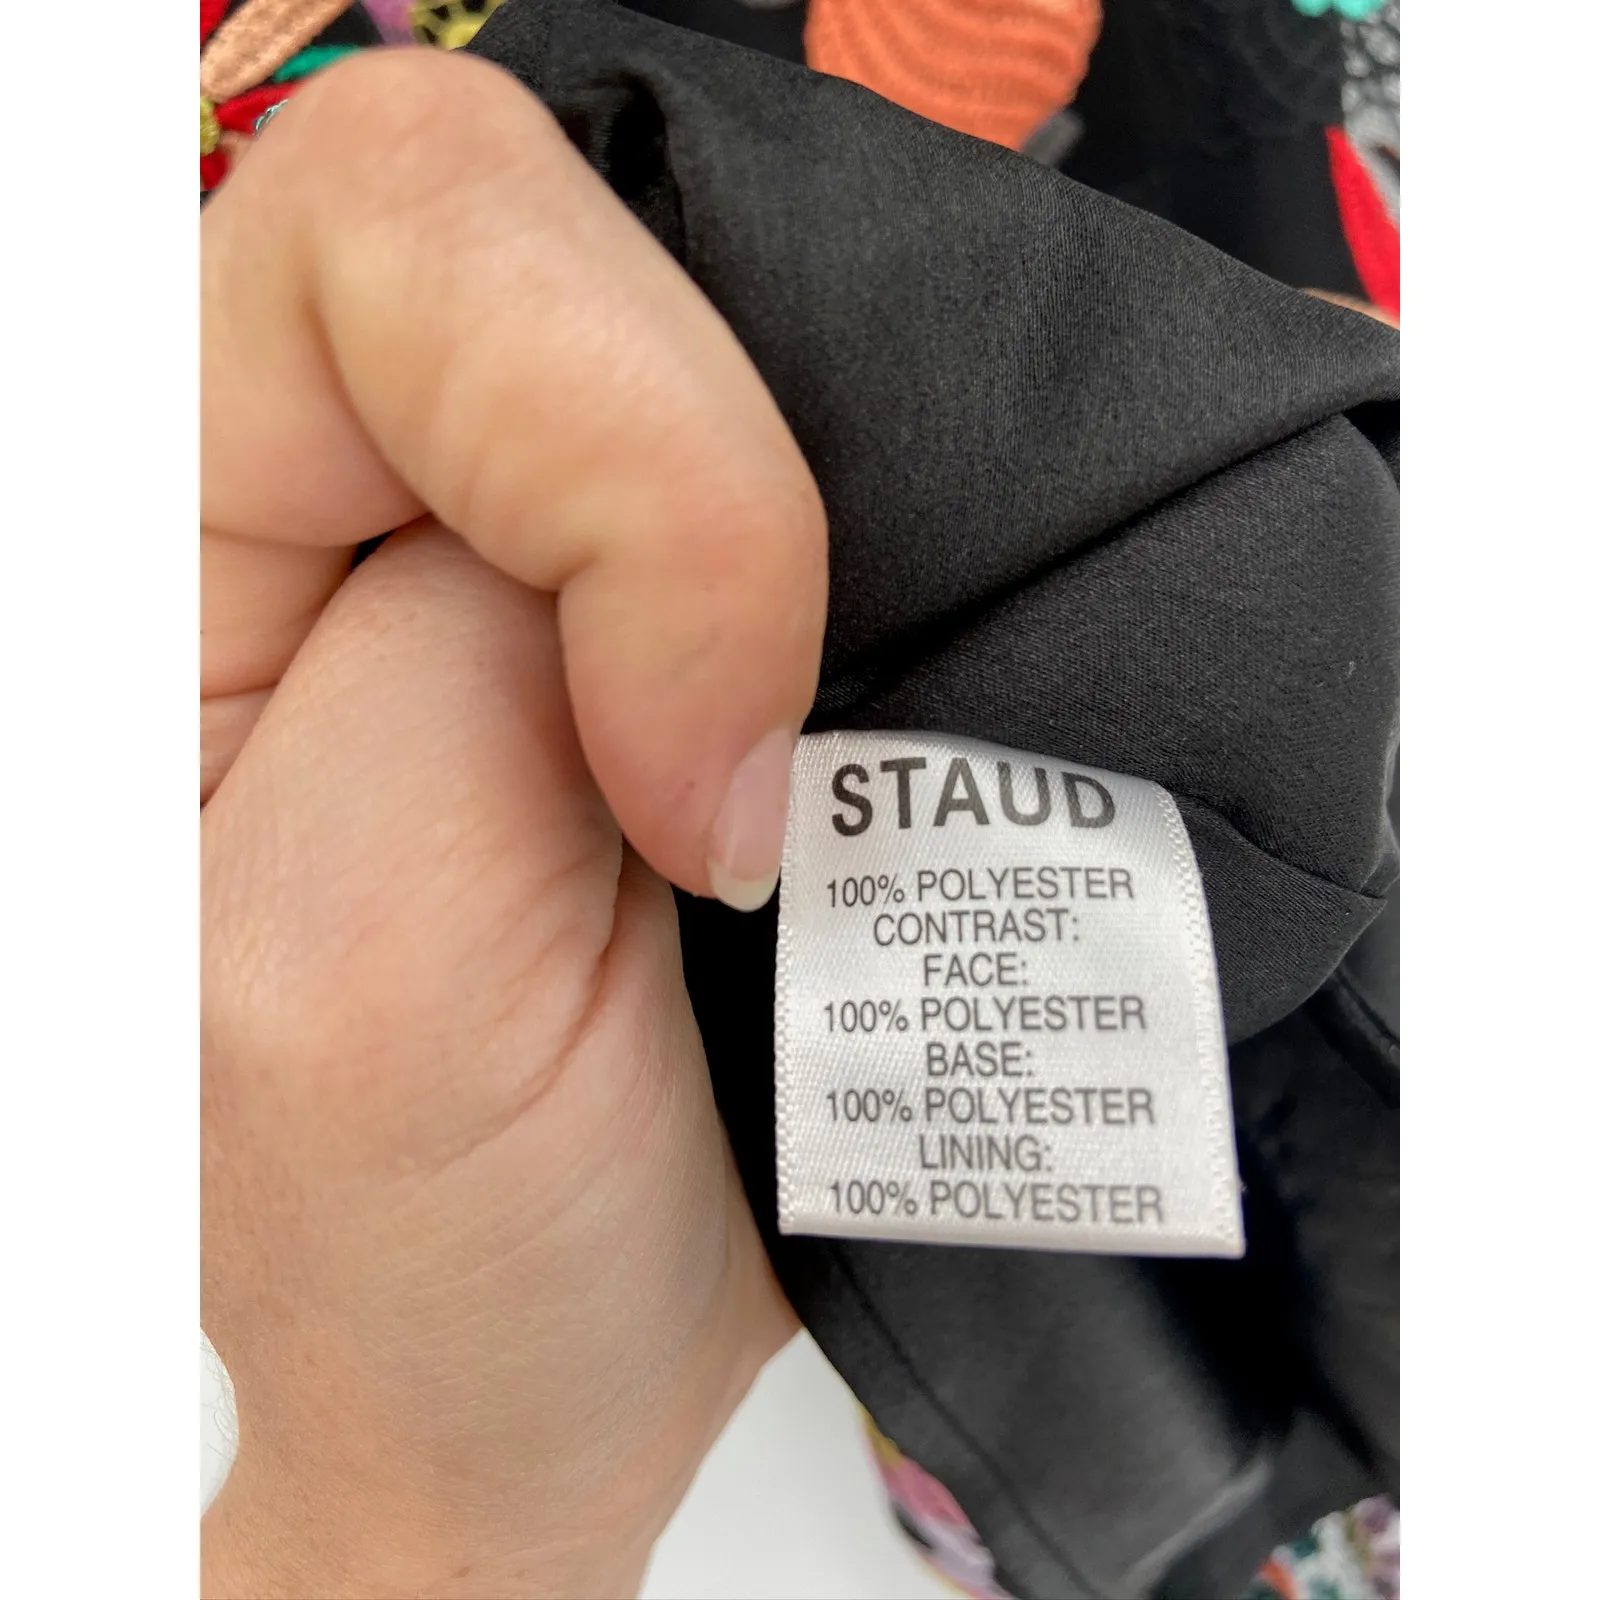 STAUD
100% POLYESTER
CONTRAST:
FACE:
100% POLYESTER
BASE:
100% POLYESTER
LINING:
100% POLYESTER